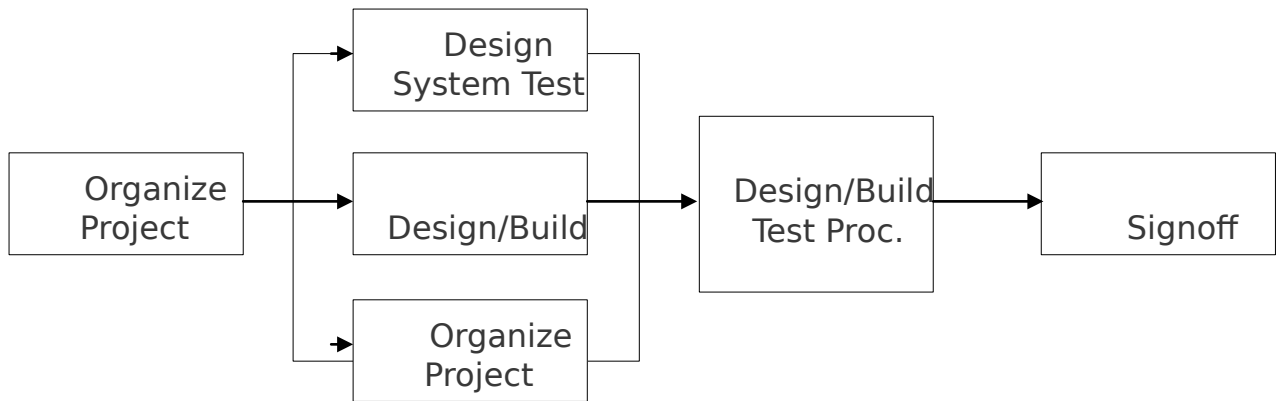 Organize
Project
Design
System Test
Design/Build
Organize
Project
Design/Build
Test Proc.
Signoff